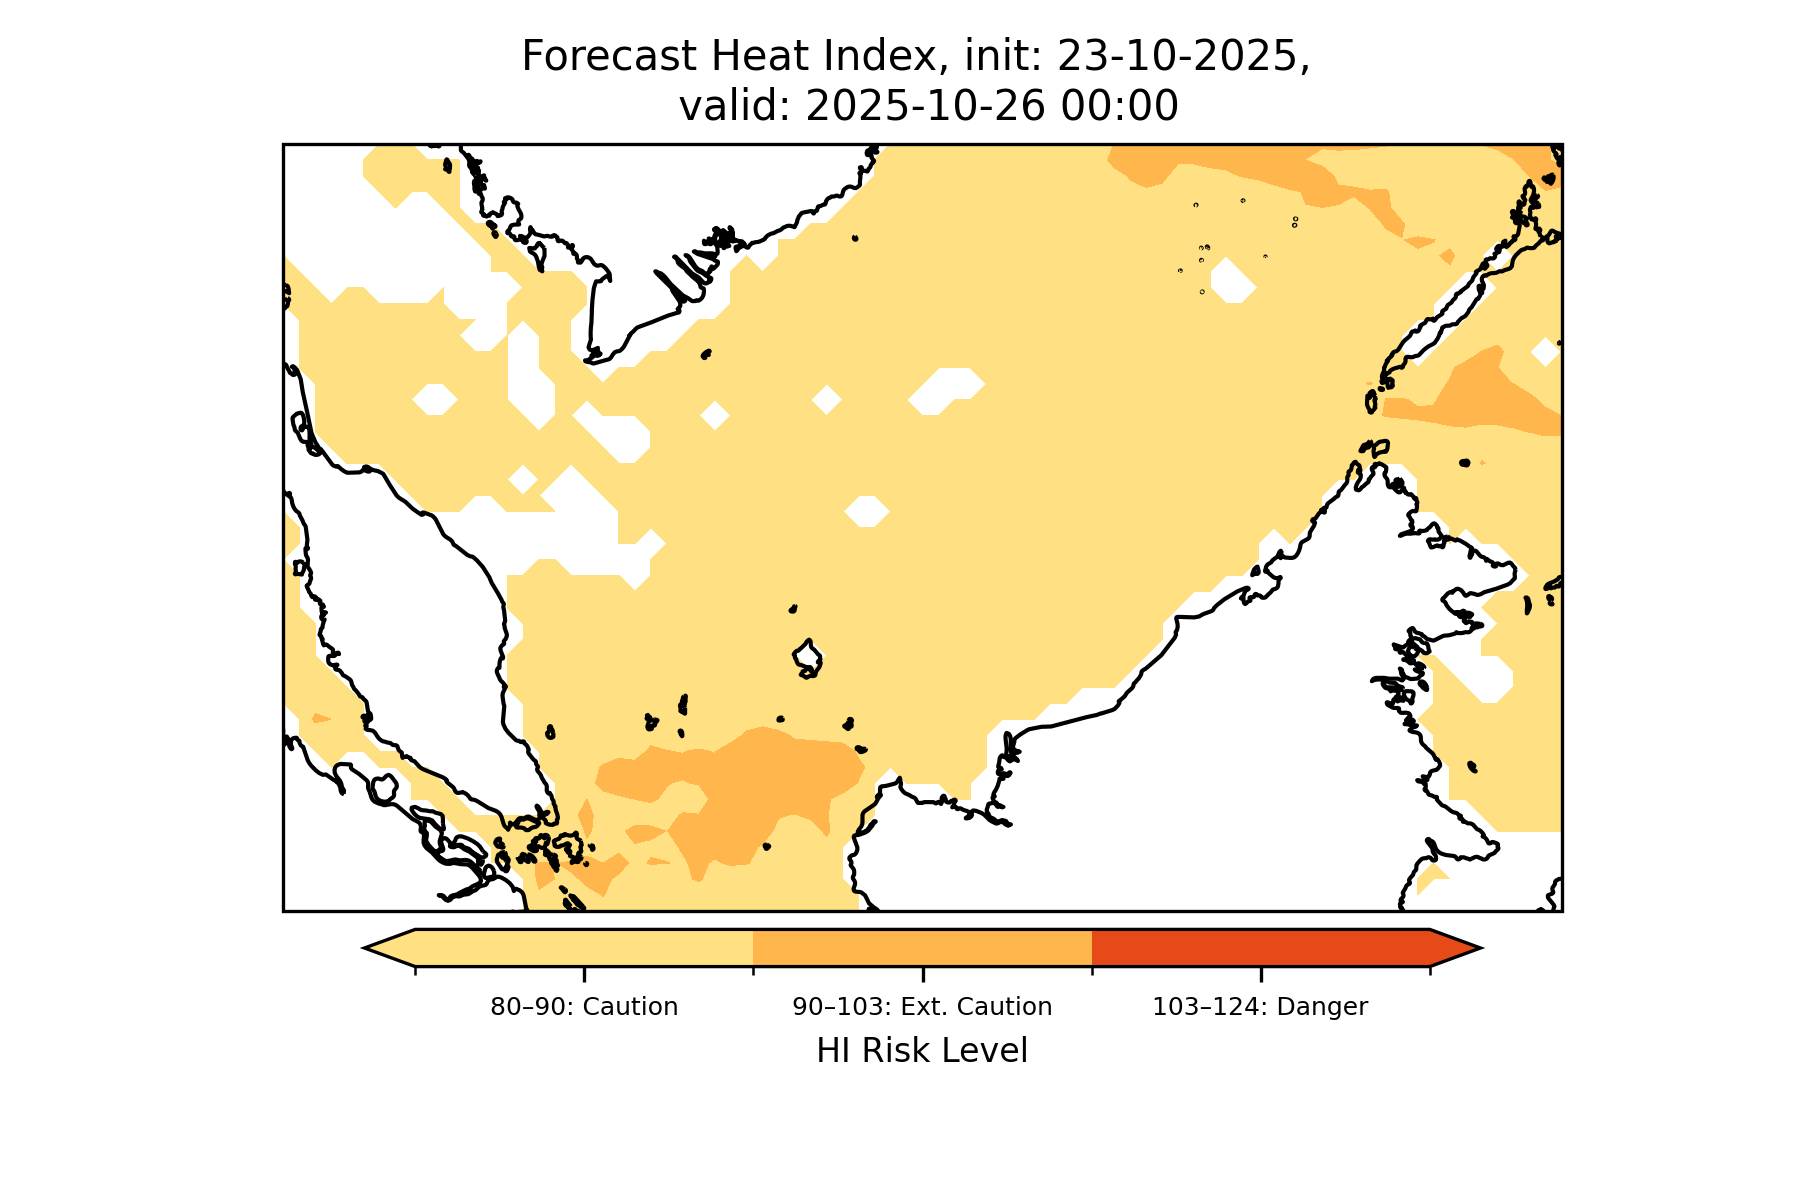 Forecast Heat Index, init: 23-10-2025,
valid: 2025-10-26 00:00
80–90: Caution
90–103: Ext. Caution
103–124: Danger
HI Risk Level